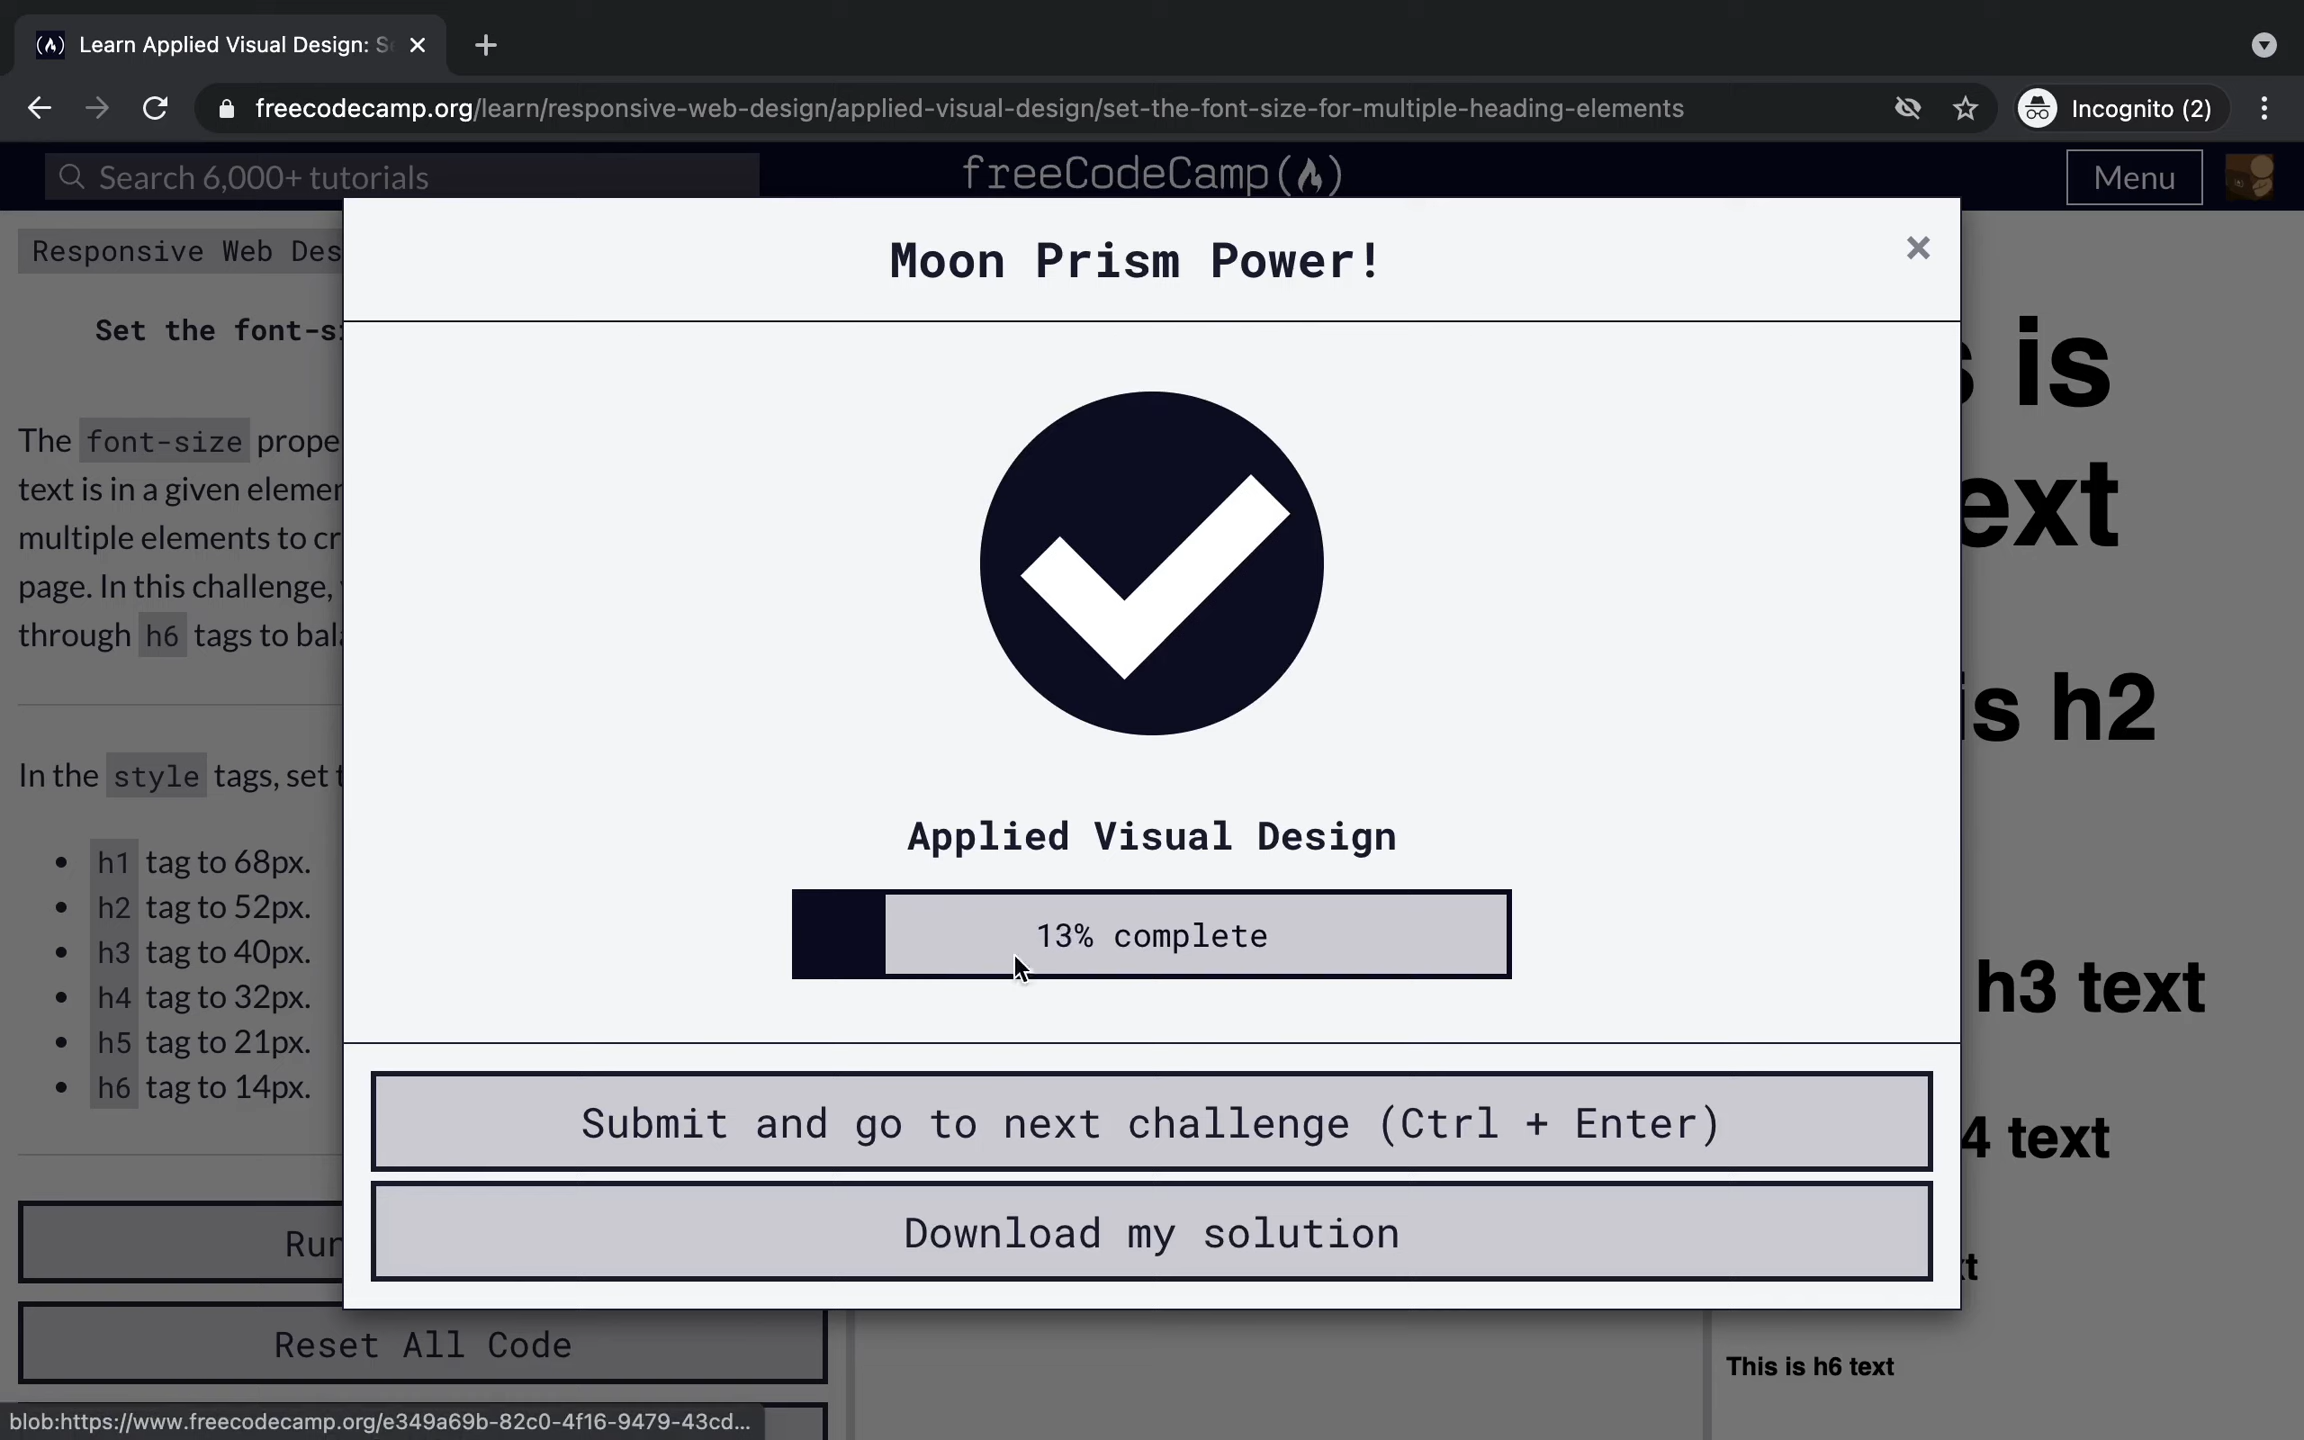 Learn Applied Visual Design: S
freecodecamp.org/learn/responsive-web-design/applied-visual-design/set-the-font-size-for-multiple-heading-elements
Incognito (2)
Search 6,000+ tutorials
freeCodeCamp
Menu
Responsive Web Des
Moon Prism Power!
Set the font-si
The font-size prope
text is in a given elemen
multiple elements to cr
page. In this challenge,
through h6 tags to bala
In the style tags, set t
h1 tag to 68px.
h2 tag to 52px.
h3 tag to 40px.
h4 tag to 32px.
h5 tag to 21px.
h6 tag to 14px.
Run
Reset All Code
Applied Visual Design
13% complete
Submit and go to next challenge (Ctrl + Enter)
Download my solution
s is
ext
is h2
h3 text
4 text
t
This is h6 text
blob:https://www.freecodecamp.org/e349a69b-82c0-4f16-9479-43cd...